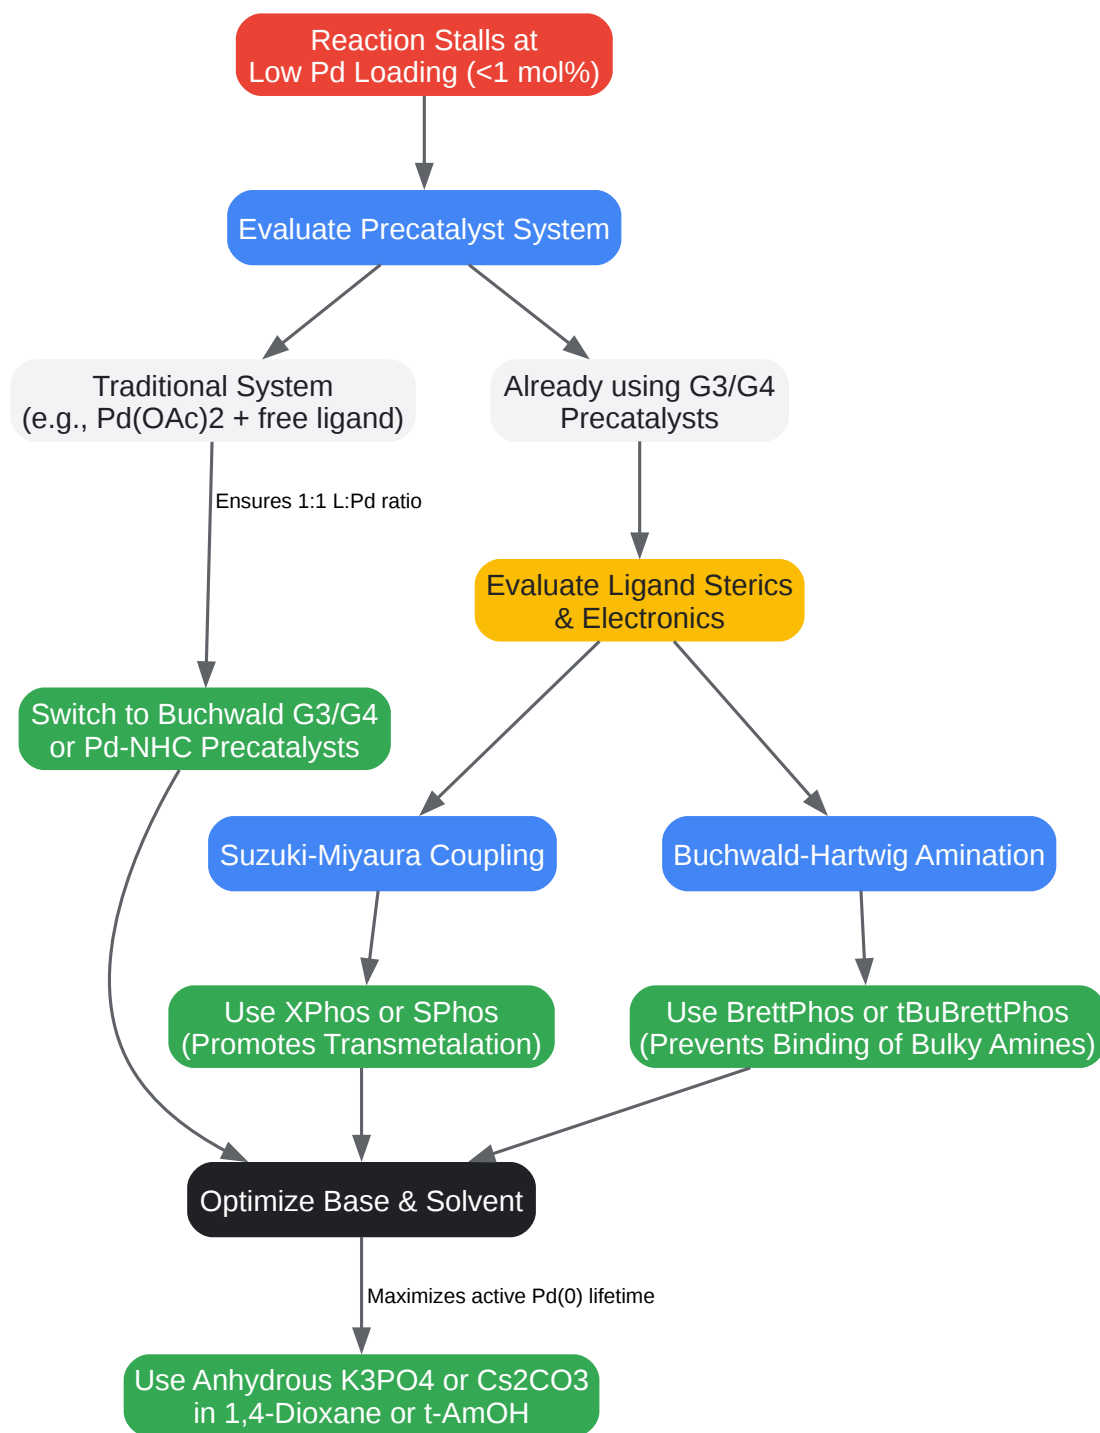 Reaction Stalls at
Low Pd Loading (<1 mol%)
Evaluate Precatalyst System
Traditional System
(e.g., Pd(OAc)2 + free ligand)
Already using G3/G4
Precatalysts
Ensures 1:1 L:Pd ratio
Evaluate Ligand Sterics
& Electronics
Switch to Buchwald G3/G4
or Pd-NHC Precatalysts
Suzuki-Miyaura Coupling
Buchwald-Hartwig Amination
Use XPhos or SPhos
(Promotes Transmetalation)
Use BrettPhos or tBuBrettPhos
(Prevents Binding of Bulky Amines)
Optimize Base & Solvent
Maximizes active Pd(0) lifetime
Use Anhydrous K3PO4 or Cs2CO3
in 1,4-Dioxane or t-AmOH